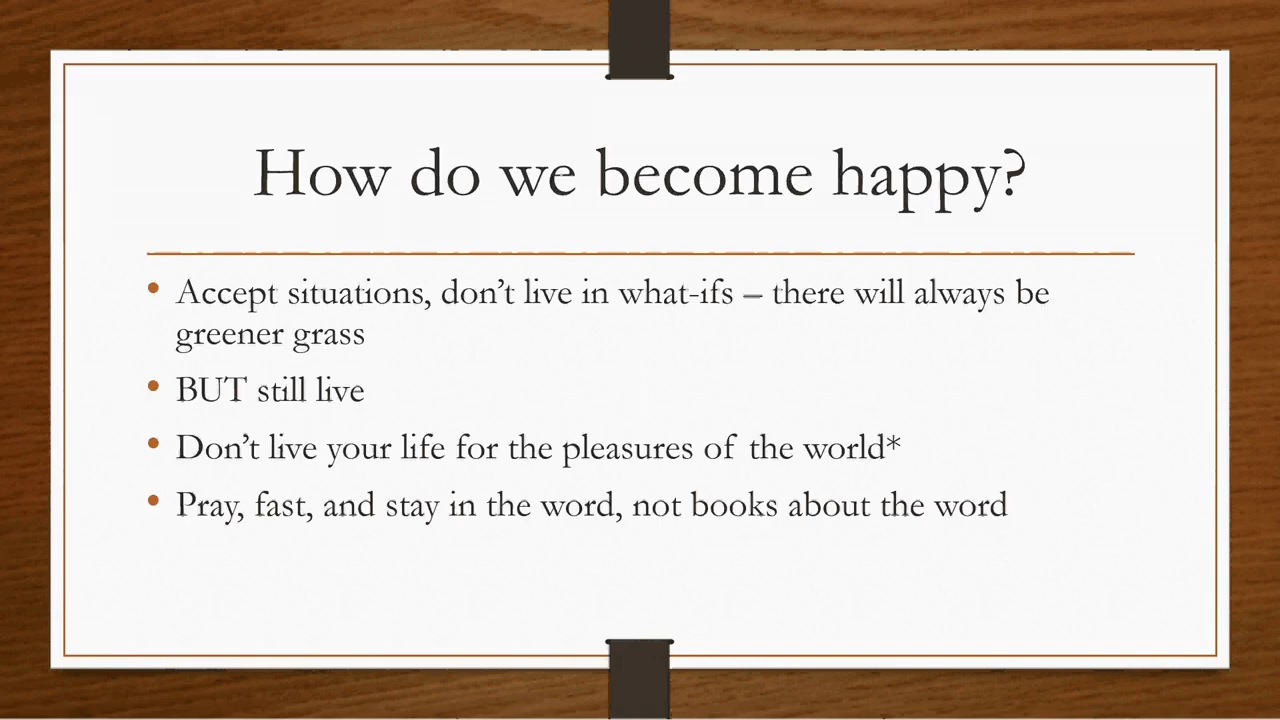 How do we become happy?
• Accept situations, don’t live in what-ifs – there will always be
greener grass
• BUT still live
• Don’t live your life for the pleasures of the world*
• Pray, fast, and stay in the word, not books about the word